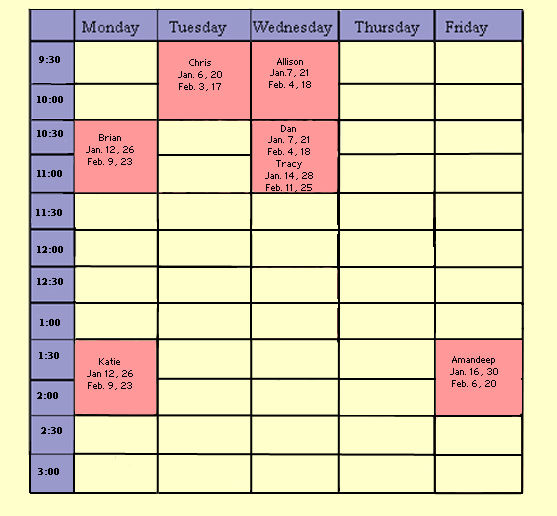 Monday Tuesday Wednesday Thursday Friday
9:30
Chris
Jan. 6, 20
Feb. 3, 17
Allison
Jan.7, 21
Feb. 4, 18
10:00
10:30
Brian
Jan. 12, 26
Feb. 9, 23
Dan
Jan. 7, 21
Feb. 4, 18
Tracy
Jan. 14, 28
Feb. 11, 25
11:00
11:30
12:00
12:30
1:00
1:30
Katie
Jan 12, 26
Feb. 9, 23
Amandeep
Jan. 16, 30
Feb. 6, 20
2:00
2:30
3:00